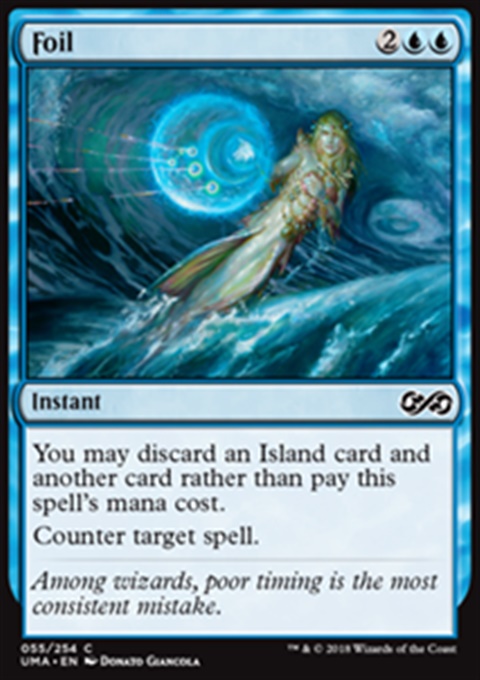 Foil 2
Instant
You may discard an Island card and
another card rather than pay this
spell's mana cost.
Counter target spell.
Among wizards, poor timing is the most
consistent mistake.
055/254 C
UMA • EN Donato Giancola
™ & © 2018 Wizards of the Coast